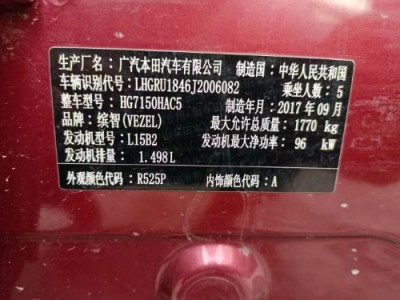 生产厂名：广汽本田汽车有限公司 制造国：中华人民共和国
车辆识别代号：LHGRU1846J2006082 乘坐人数：5
整车型号：HG7150HAC5 制造年月：2017年09月
品牌：缤智(VEZEL) 最大允许总质量：1770 kg
发动机型号：L15B2 发动机最大净功率：96 kW
发动机排量：1.498L
外观颜色代码：R525P 内饰颜色代码：A